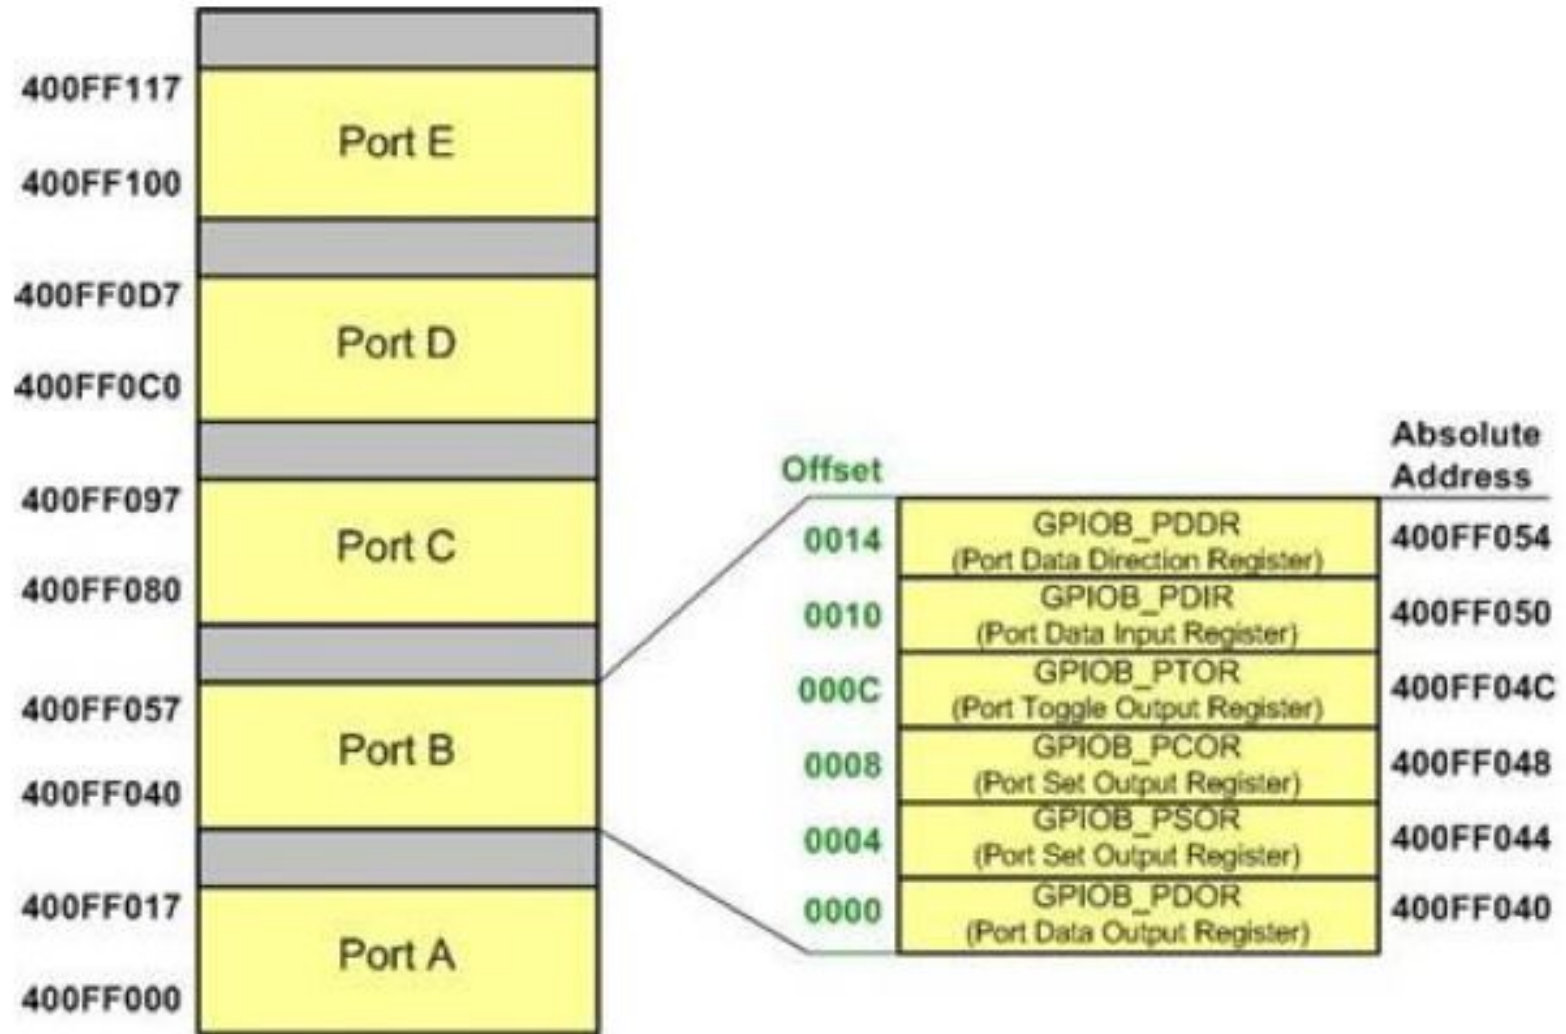 400FF117
Port E
400FF100
400FF0D7
Port D
400FF0C0
400FF097
Port C
400FF080
400FF057
Port B
400FF040
400FF017
Port A
400FF000
Offset
Absolute
Address
0014
GPIOB_PDDR
(Port Data Direction Register)
400FF054
0010
GPIOB_PDIR
(Port Data Input Register)
400FF050
000C
GPIOB_PTOR
(Port Toggle Output Register)
400FF04C
0008
GPIOB_PCOR
(Port Set Output Register)
400FF048
0004
GPIOB_PSOR
(Port Set Output Register)
400FF044
0000
GPIOB_PDOR
(Port Data Output Register)
400FF040